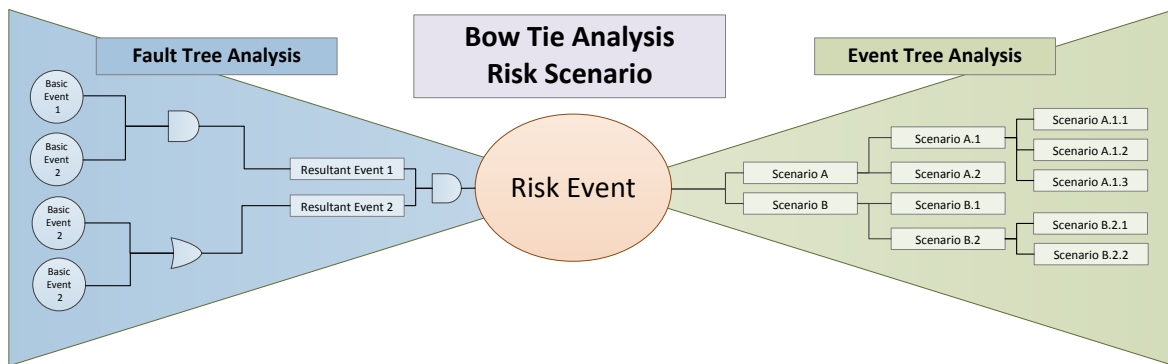 Bow Tie Analysis
Risk Scenario
Fault Tree Analysis
Event Tree Analysis
Basic
Event
1
Basic
Event
2
Basic
Event
2
Basic
Event
2
Resultant Event 1
Resultant Event 2
Risk Event
Scenario A
Scenario B
Scenario A.1
Scenario A.2
Scenario B.1
Scenario B.2
Scenario A.1.1
Scenario A.1.2
Scenario A.1.3
Scenario B.2.1
Scenario B.2.2